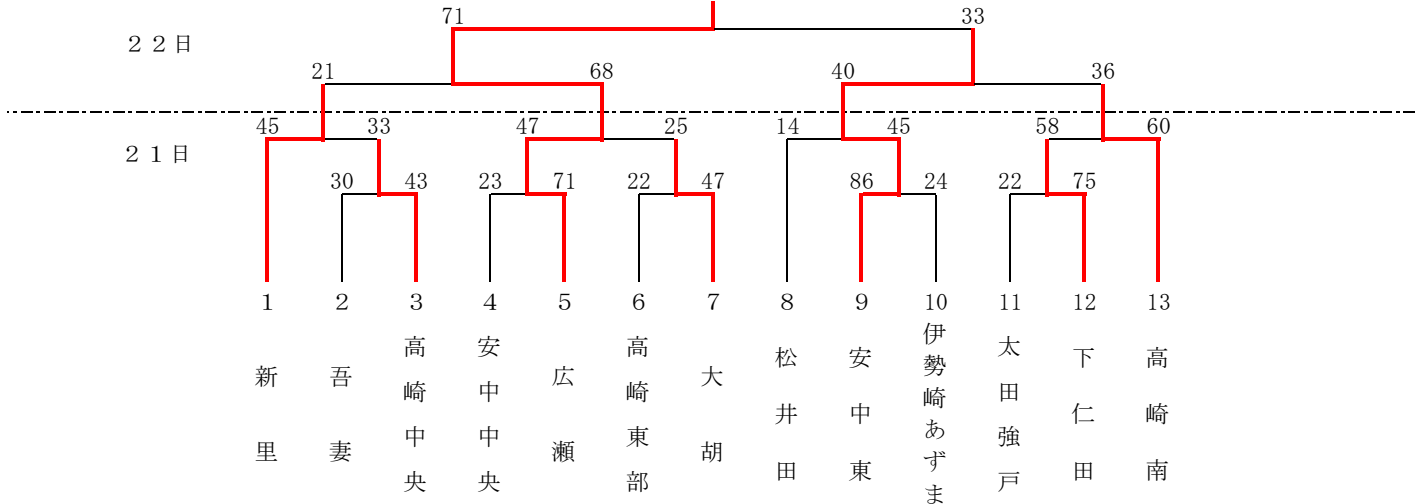 71 33
２２日
21 68 40 36
45 33 47 25 14 45 58 60
２１日
30 43 23 71 22 47 86 24 22 75
１ ２ ３ ４ ５ ６ ７ ８ ９ 10 11 12 13
新里
吾妻
高崎中央
安中中央
広瀬
高崎東部
大胡
松井田
安中東
伊勢崎あずま
太田強戸
下仁田
高崎南